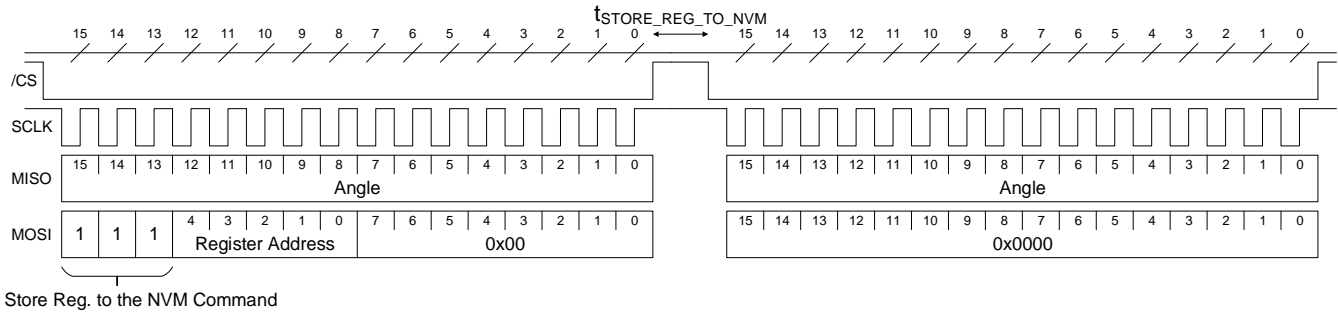 tSTORE_REG_TO_NVM
15 14 13 12 11 10 9 8 7 6 5 4 3 2 1 0 15 14 13 12 11 10 9 8 7 6 5 4 3 2 1 0
/CS
SCLK
15 14 13 12 11 10 9 8 7 6 5 4 3 2 1 0 15 14 13 12 11 10 9 8 7 6 5 4 3 2 1 0
MISO Angle Angle
4 3 2 1 0 7 6 5 4 3 2 1 0 15 14 13 12 11 10 9 8 7 6 5 4 3 2 1 0
MOSI 1 1 1 Register Address 0x00 0x0000
Store Reg. to the NVM Command